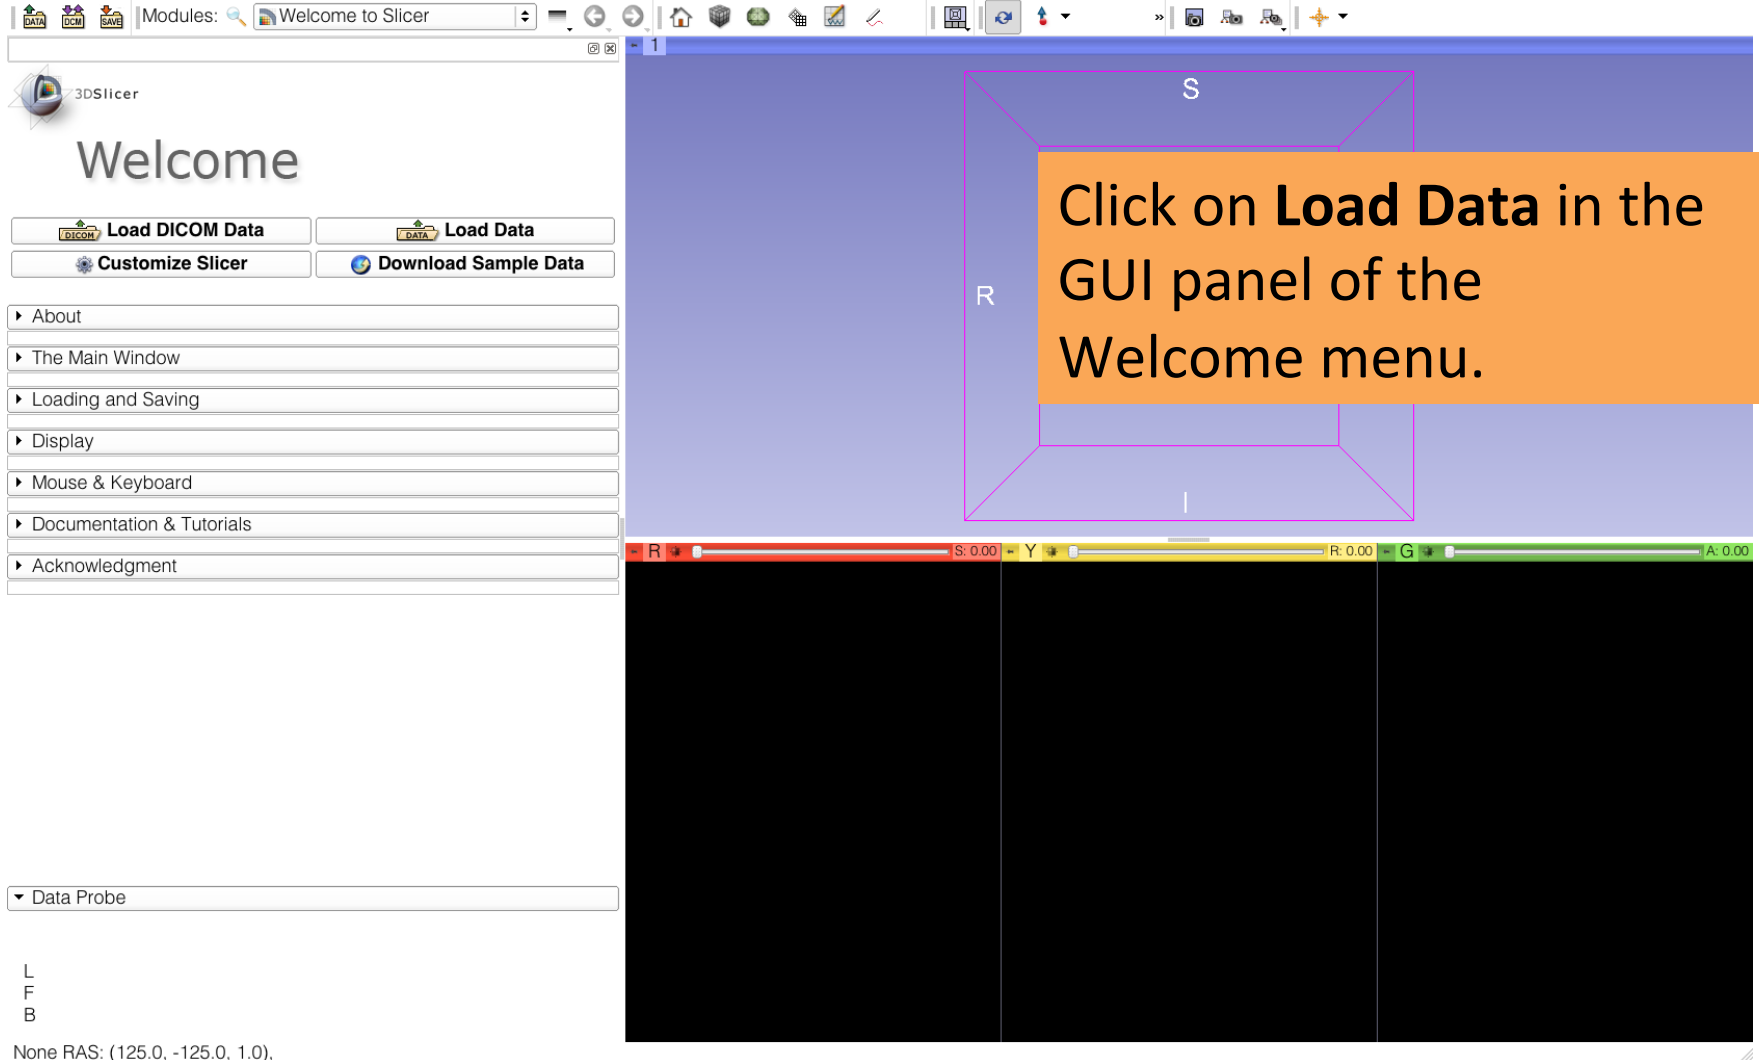 DATA DCM SAVE Modules: Welcome to Slicer
1
3DSlicer
Welcome
DICOM Load DICOM Data DATA Load Data
Customize Slicer Download Sample Data
About
The Main Window
Loading and Saving
Display
Mouse & Keyboard
Documentation & Tutorials
Acknowledgment
Data Probe
L
F
B
None RAS: (125.0, -125.0, 1.0),
S
R
I
Click on Load Data in the
GUI panel of the
Welcome menu.
R S: 0.00 Y R: 0.00 G A: 0.00